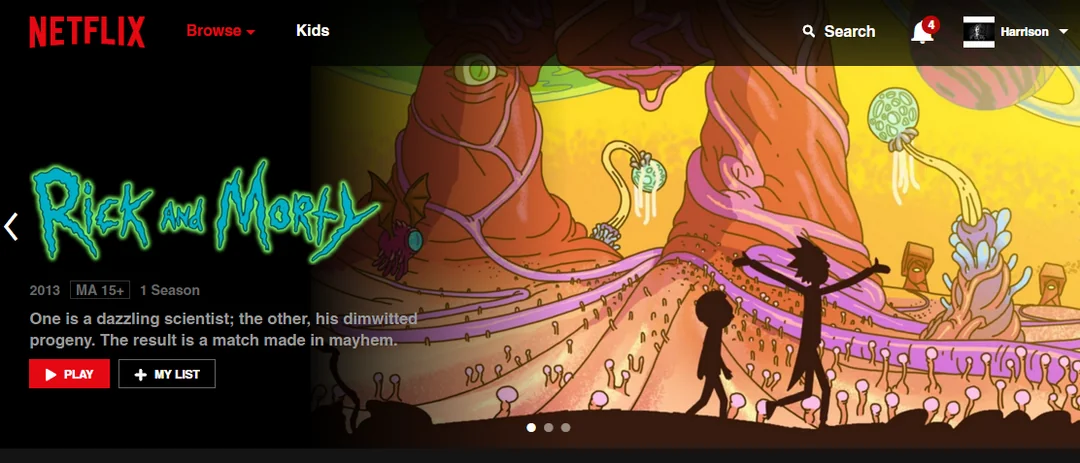 NETFLIX Browse Kids Search 4 Harrison
Rick and Morty
2013 MA 15+ 1 Season
One is a dazzling scientist; the other, his dimwitted
progeny. The result is a match made in mayhem.
PLAY MY LIST